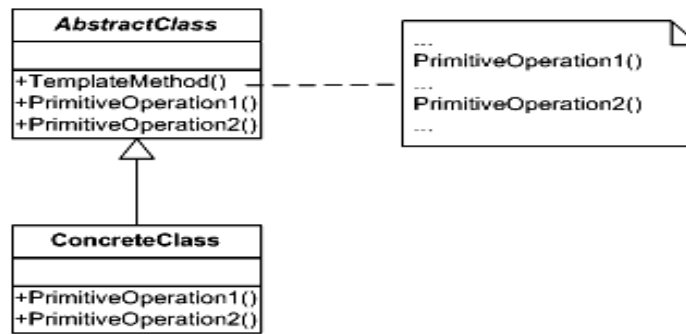 AbstractClass
+TemplateMethod()
+PrimitiveOperation1()
+PrimitiveOperation2()
...
PrimitiveOperation1()
...
PrimitiveOperation2()
...
ConcreteClass
+PrimitiveOperation1()
+PrimitiveOperation2()